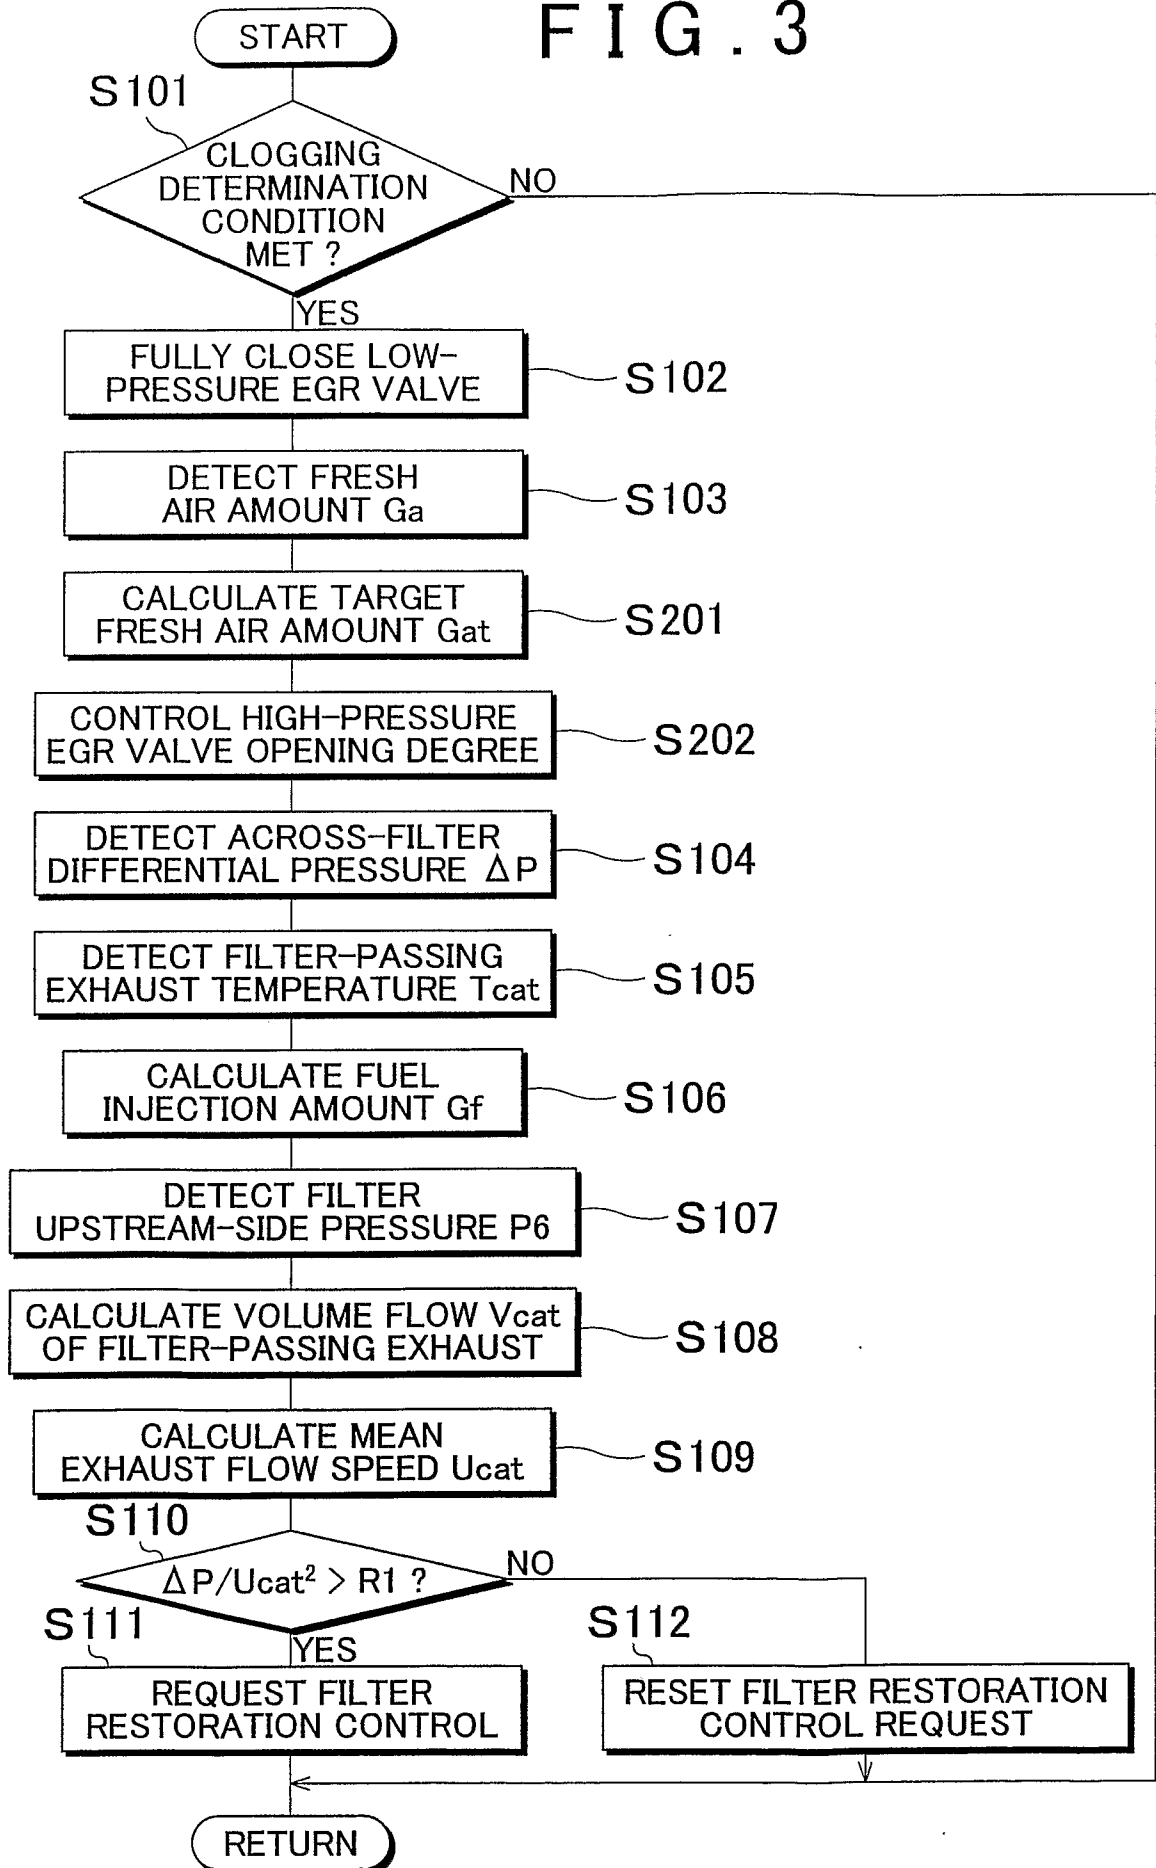 FIG.3
START
S101
CLOGGING
DETERMINATION
CONDITION
MET ?
NO
YES
FULLY CLOSE LOW-
PRESSURE EGR VALVE
S102
DETECT FRESH
AIR AMOUNT Ga
S103
CALCULATE TARGET
FRESH AIR AMOUNT Gat
S201
CONTROL HIGH-PRESSURE
EGR VALVE OPENING DEGREE
S202
DETECT ACROSS-FILTER
DIFFERENTIAL PRESSURE ΔP
S104
DETECT FILTER-PASSING
EXHAUST TEMPERATURE Tcat
S105
CALCULATE FUEL
INJECTION AMOUNT Gf
S106
DETECT FILTER
UPSTREAM-SIDE PRESSURE P6
S107
CALCULATE VOLUME FLOW Vcat
OF FILTER-PASSING EXHAUST
S108
CALCULATE MEAN
EXHAUST FLOW SPEED Ucat
S109
S110
ΔP/Ucat² > R1 ?
NO
YES
S111
REQUEST FILTER
RESTORATION CONTROL
S112
RESET FILTER RESTORATION
CONTROL REQUEST
RETURN